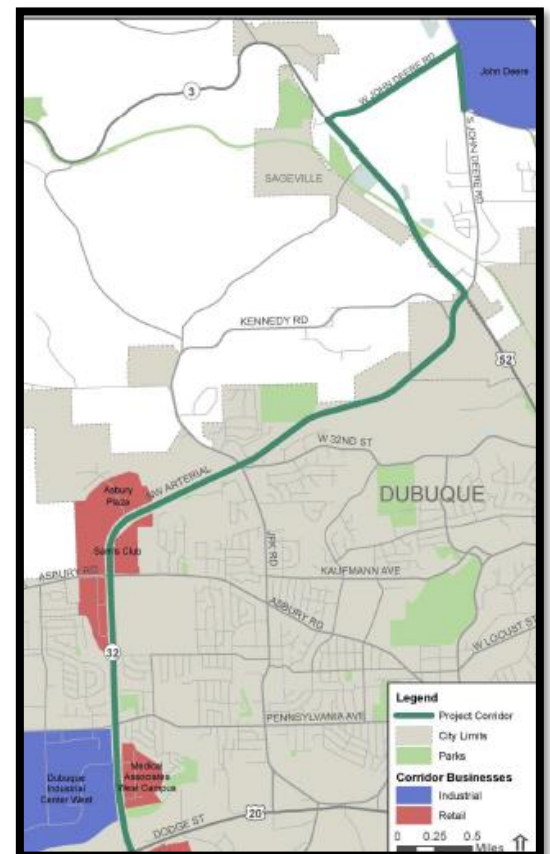 John Deere
W JOHN DEERE RD
3
S JOHN DEERE RD
SAGEVILLE
KENNEDY RD
52
W 32ND ST
NW ARTERIAL
Asbury
Plaza
DUBUQUE
Sam's Club
JFK RD
ASBURY RD
KAUFMANN AVE
ASBURY RD
W LOCUST ST
32
PENNSYLVANIA AVE
Dubuque
Industrial
Center West
Medical
Associates
West Campus
DODGE ST
20
Legend
Project Corridor
City Limits
Parks
Corridor Businesses
Industrial
Retail
0 0.25 0.5
Miles